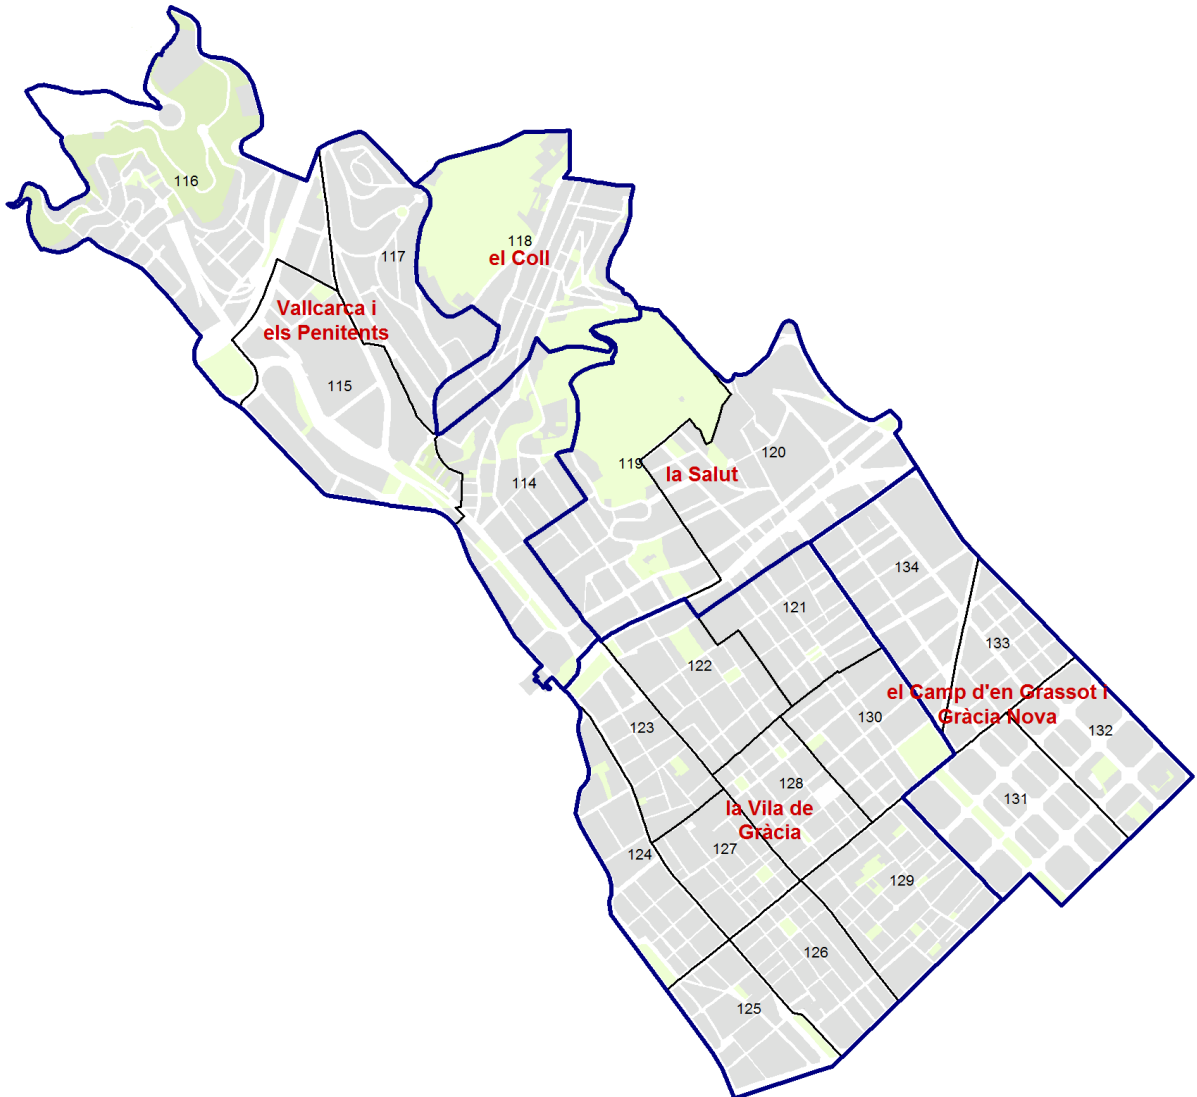 116
118
el Coll
117
Vallcarca i
els Penitents
115
120
119
la Salut
114
134
121
133
122
el Camp d'en Grassot i
Gràcia Nova
130
123
132
128
131
la Vila de
Gràcia
127
124
129
126
125